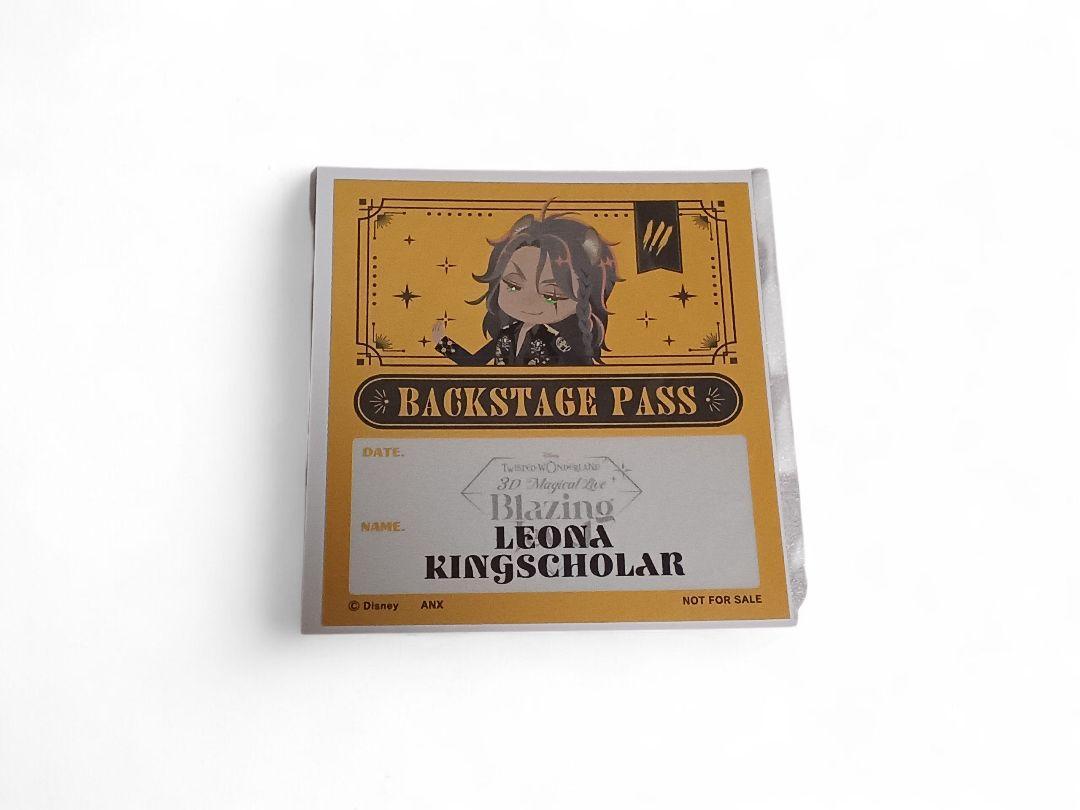 BACKSTAGE PASS
DATE.
Disney
TWISTED-WONDERLAND
3D Magical Live
Blazing
NAME.
LEONA
KINGSCHOLAR
© Disney ANX
NOT FOR SALE